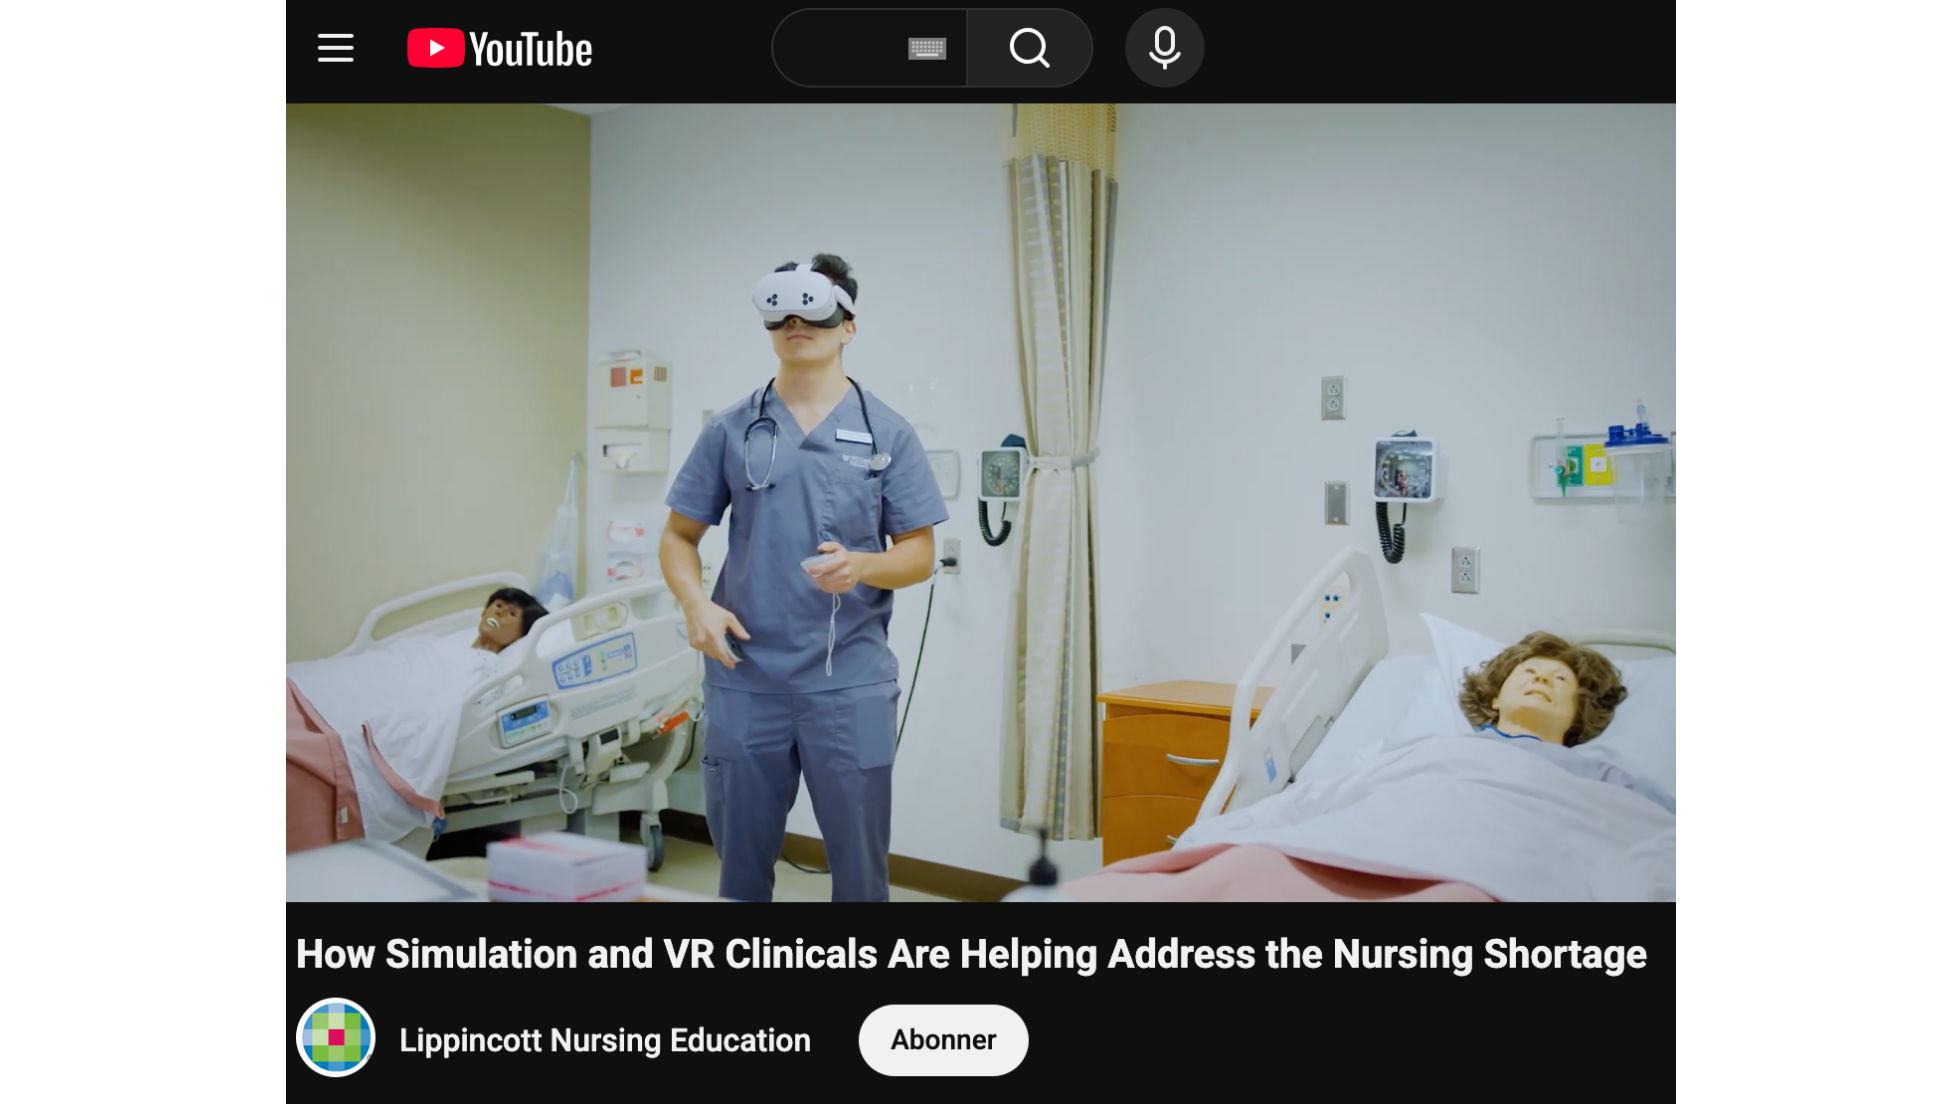 YouTube
How Simulation and VR Clinicals Are Helping Address the Nursing Shortage
Lippincott Nursing Education
Abonner